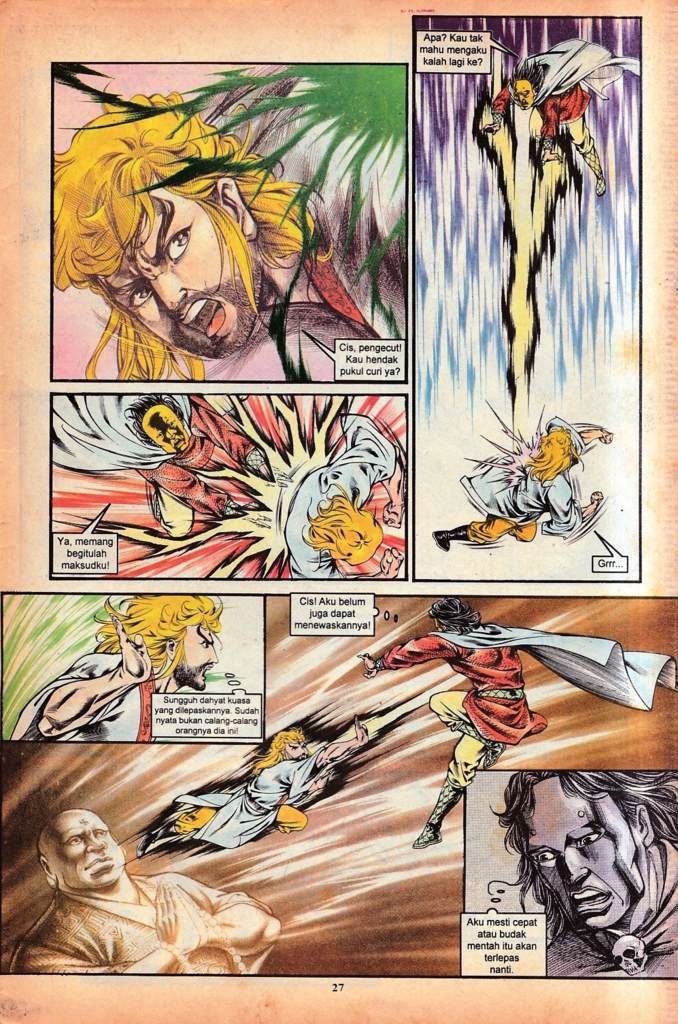 Cis, pengecut!
Kau hendak
pukul curi ya?
Apa? Kau tak
mahu mengaku
kalah lagi ke?
Grrr...
Ya, memang
begitulah
maksudku!
Sungguh dahyat kuasa
yang dilepaskannya. Sudah
nyata bukan calang-calang
orangnya dia ini!
Cis! Aku belum
juga dapat
menewaskannya!
Aku mesti cepat
atau budak
mentah itu akan
terlepas
nanti.
27